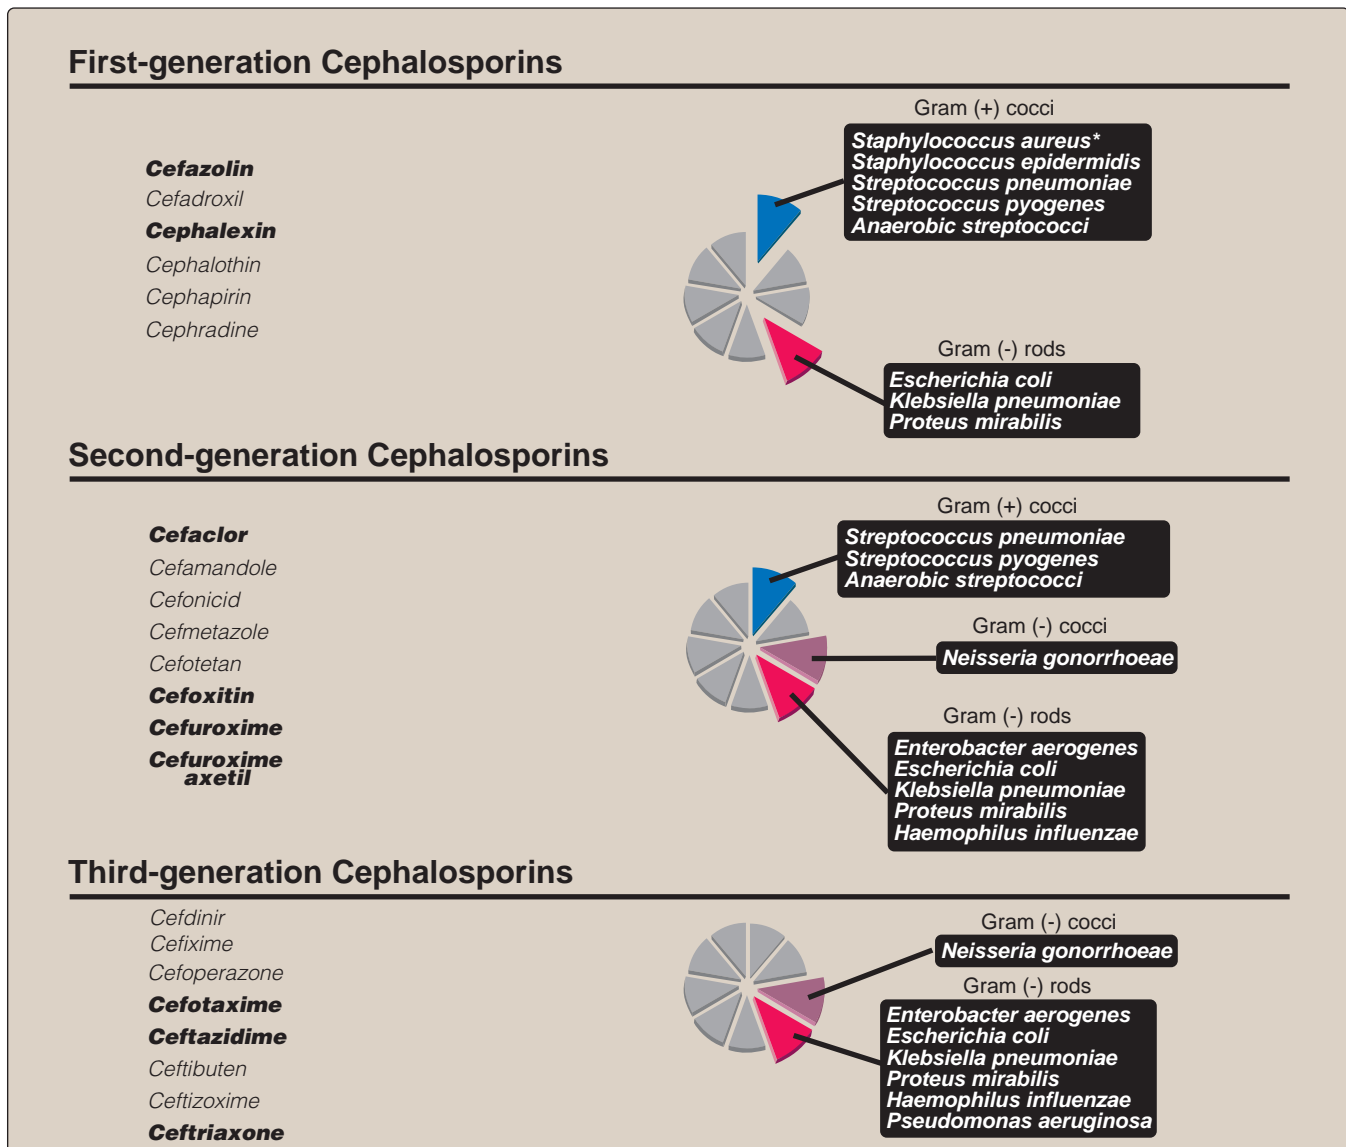 First-generation Cephalosporins
Cefazolin
Cefadroxil
Cephalexin
Cephalothin
Cephapirin
Cephradine
Gram (+) cocci
Staphylococcus aureus*
Staphylococcus epidermidis
Streptococcus pneumoniae
Streptococcus pyogenes
Anaerobic streptococci
Gram (-) rods
Escherichia coli
Klebsiella pneumoniae
Proteus mirabilis
Second-generation Cephalosporins
Cefaclor
Cefamandole
Cefonicid
Cefmetazole
Cefotetan
Cefoxitin
Cefuroxime
Cefuroxime
axetil
Gram (+) cocci
Streptococcus pneumoniae
Streptococcus pyogenes
Anaerobic streptococci
Gram (-) cocci
Neisseria gonorrhoeae
Gram (-) rods
Enterobacter aerogenes
Escherichia coli
Klebsiella pneumoniae
Proteus mirabilis
Haemophilus influenzae
Third-generation Cephalosporins
Cefdinir
Cefixime
Cefoperazone
Cefotaxime
Ceftazidime
Ceftibuten
Ceftizoxime
Ceftriaxone
Gram (-) cocci
Neisseria gonorrhoeae
Gram (-) rods
Enterobacter aerogenes
Escherichia coli
Klebsiella pneumoniae
Proteus mirabilis
Haemophilus influenzae
Pseudomonas aeruginosa